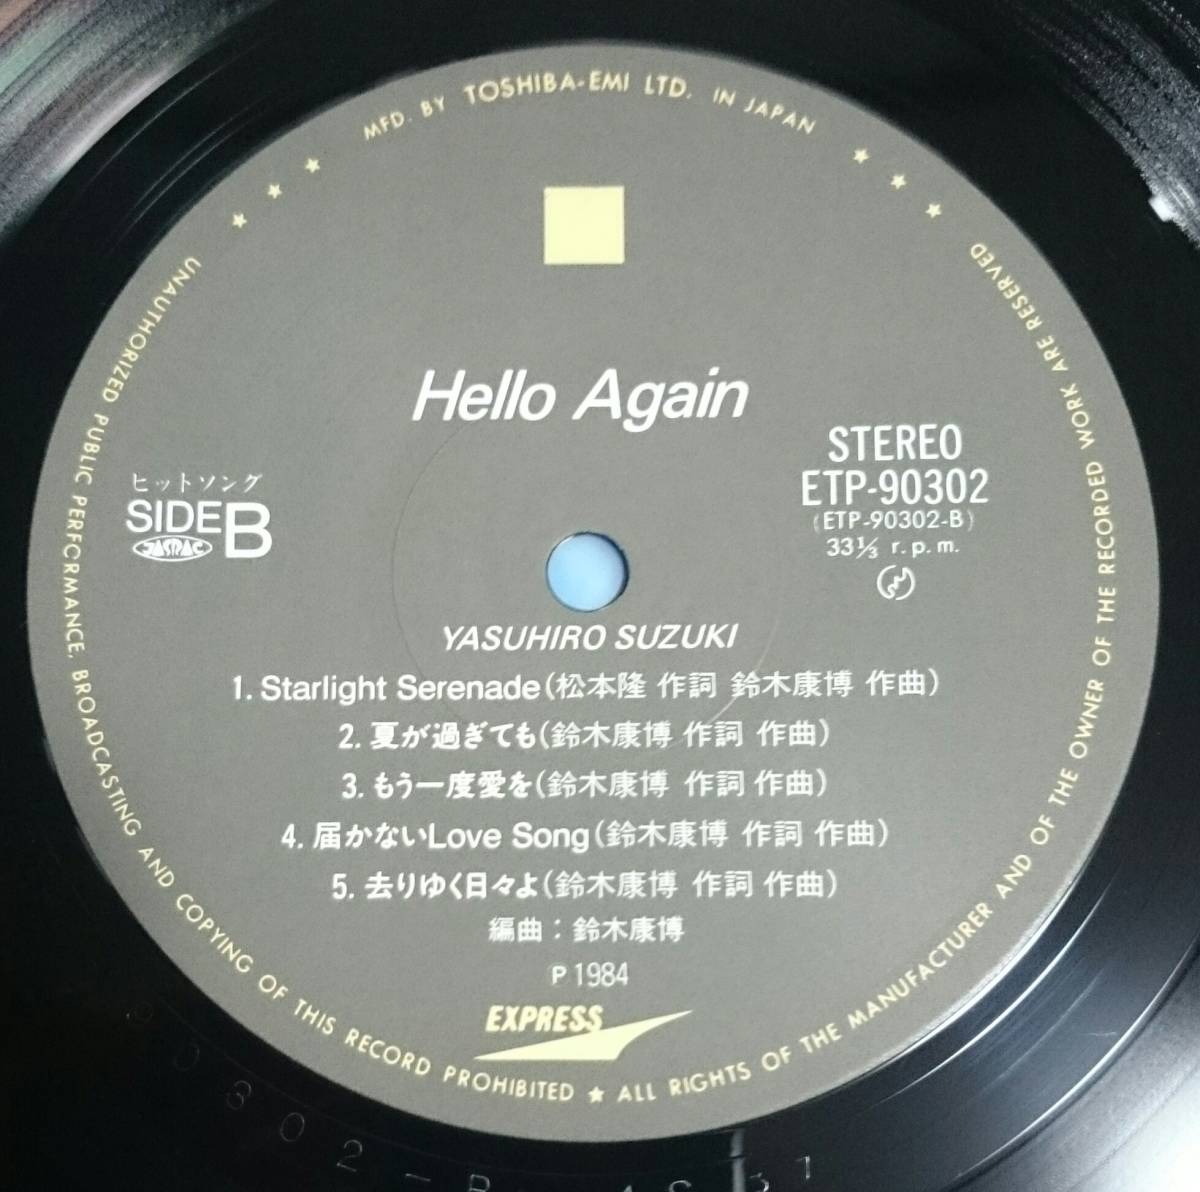 MFD. BY TOSHIBA-EMI LTD. IN JAPAN
Hello Again
ヒットソング
SIDE B
JASRAC
STEREO
ETP-90302
(ETP-90302-B)
33⅓ r.p.m.
YASUHIRO SUZUKI
1. Starlight Serenade(松本隆 作詞 鈴木康博 作曲)
2. 夏が過ぎても(鈴木康博 作詞 作曲)
3. もう一度愛を(鈴木康博 作詞 作曲)
4. 届かないLove Song(鈴木康博 作詞 作曲)
5. 去りゆく日々よ(鈴木康博 作詞 作曲)
編曲：鈴木康博
P 1984
EXPRESS
UNAUTHORIZED PUBLIC PERFORMANCE, BROADCASTING AND COPYING OF THIS RECORD PROHIBITED ★ ALL RIGHTS OF THE MANUFACTURER AND OF THE OWNER OF THE RECORDED WORK ARE RESERVED